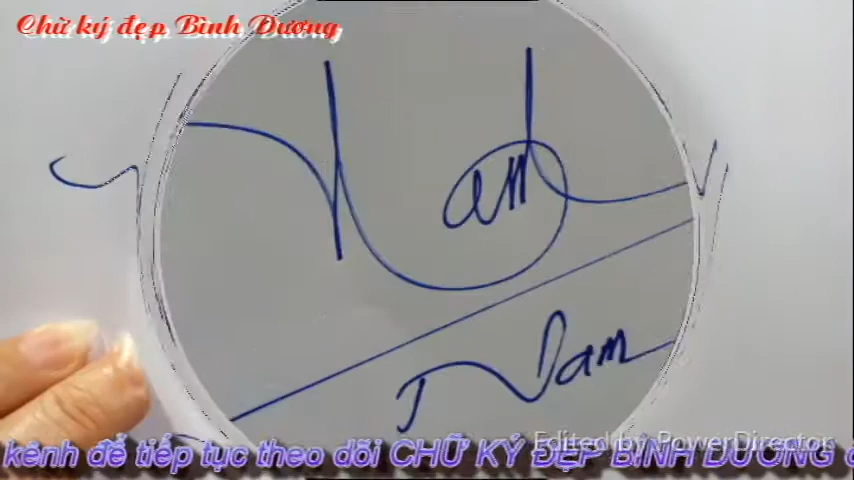 Chữ ký đẹp Bình Dương
Nam
Nam
Edited by PowerDirector
kênh để tiếp tục theo dõi CHỮ KÝ ĐẸP BÌNH DƯƠNG